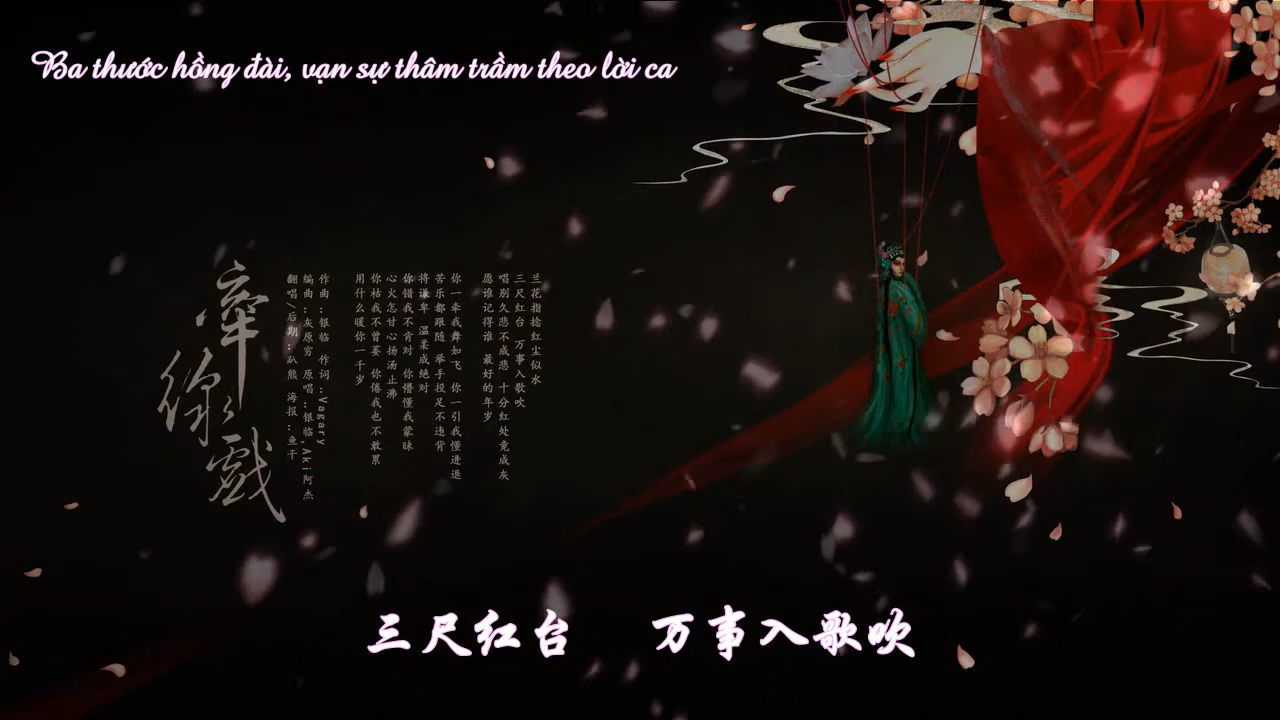 Ba thước hồng đài, vạn sự thâm trầm theo lời ca
兰花指捻红尘似水
三尺红台 万事入歌吹
唱别久悲不成悲 十分红处竟成灰
愿谁记得谁 最好的年岁
你一牵我舞如飞 你一引我懂进退
苦乐都跟随 举手投足不违背
将谦卑 温柔成绝对
你错我不肯对 你懵懂我蒙昧
心火怎甘心扬汤止沸
你枯我不曾萎 你倦我也不敢累
用什么暖你一千岁
作曲:银临 作词:Vagary
编曲:灰原穷 原唱:银临,Aki阿杰
翻唱/后期:趴熊 海报:鱼干
牵你戏
三尺红台 万事入歌吹